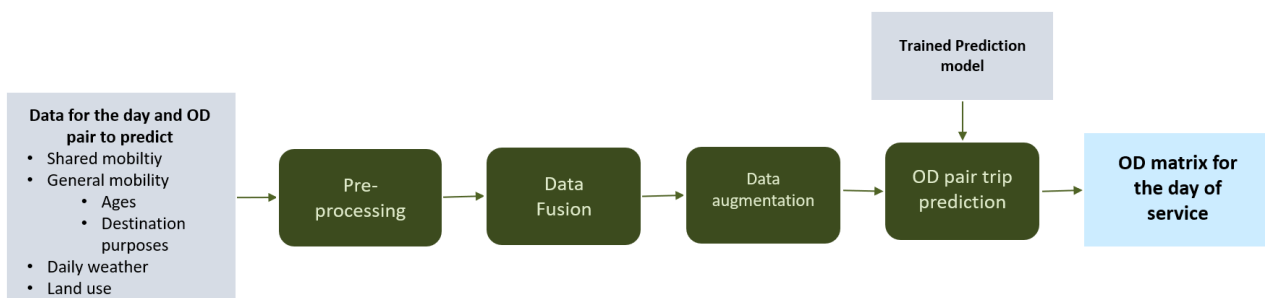 Data for the day and OD
pair to predict
• Shared mobiltiy
• General mobility
• Ages
• Destination
purposes
• Daily weather
• Land use
Pre-
processing
Data
Fusion
Data
augmentation
Trained Prediction
model
OD pair trip
prediction
OD matrix for
the day of
service